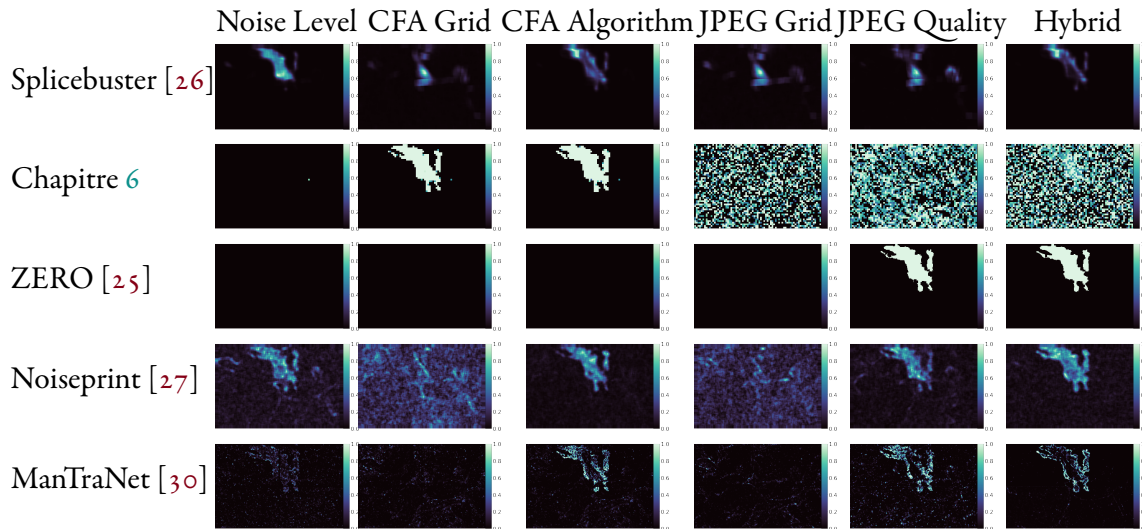 Noise Level CFA Grid CFA Algorithm JPEG Grid JPEG Quality Hybrid
Splicebuster [26]
Chapitre 6
ZERO [25]
Noiseprint [27]
ManTraNet [30]